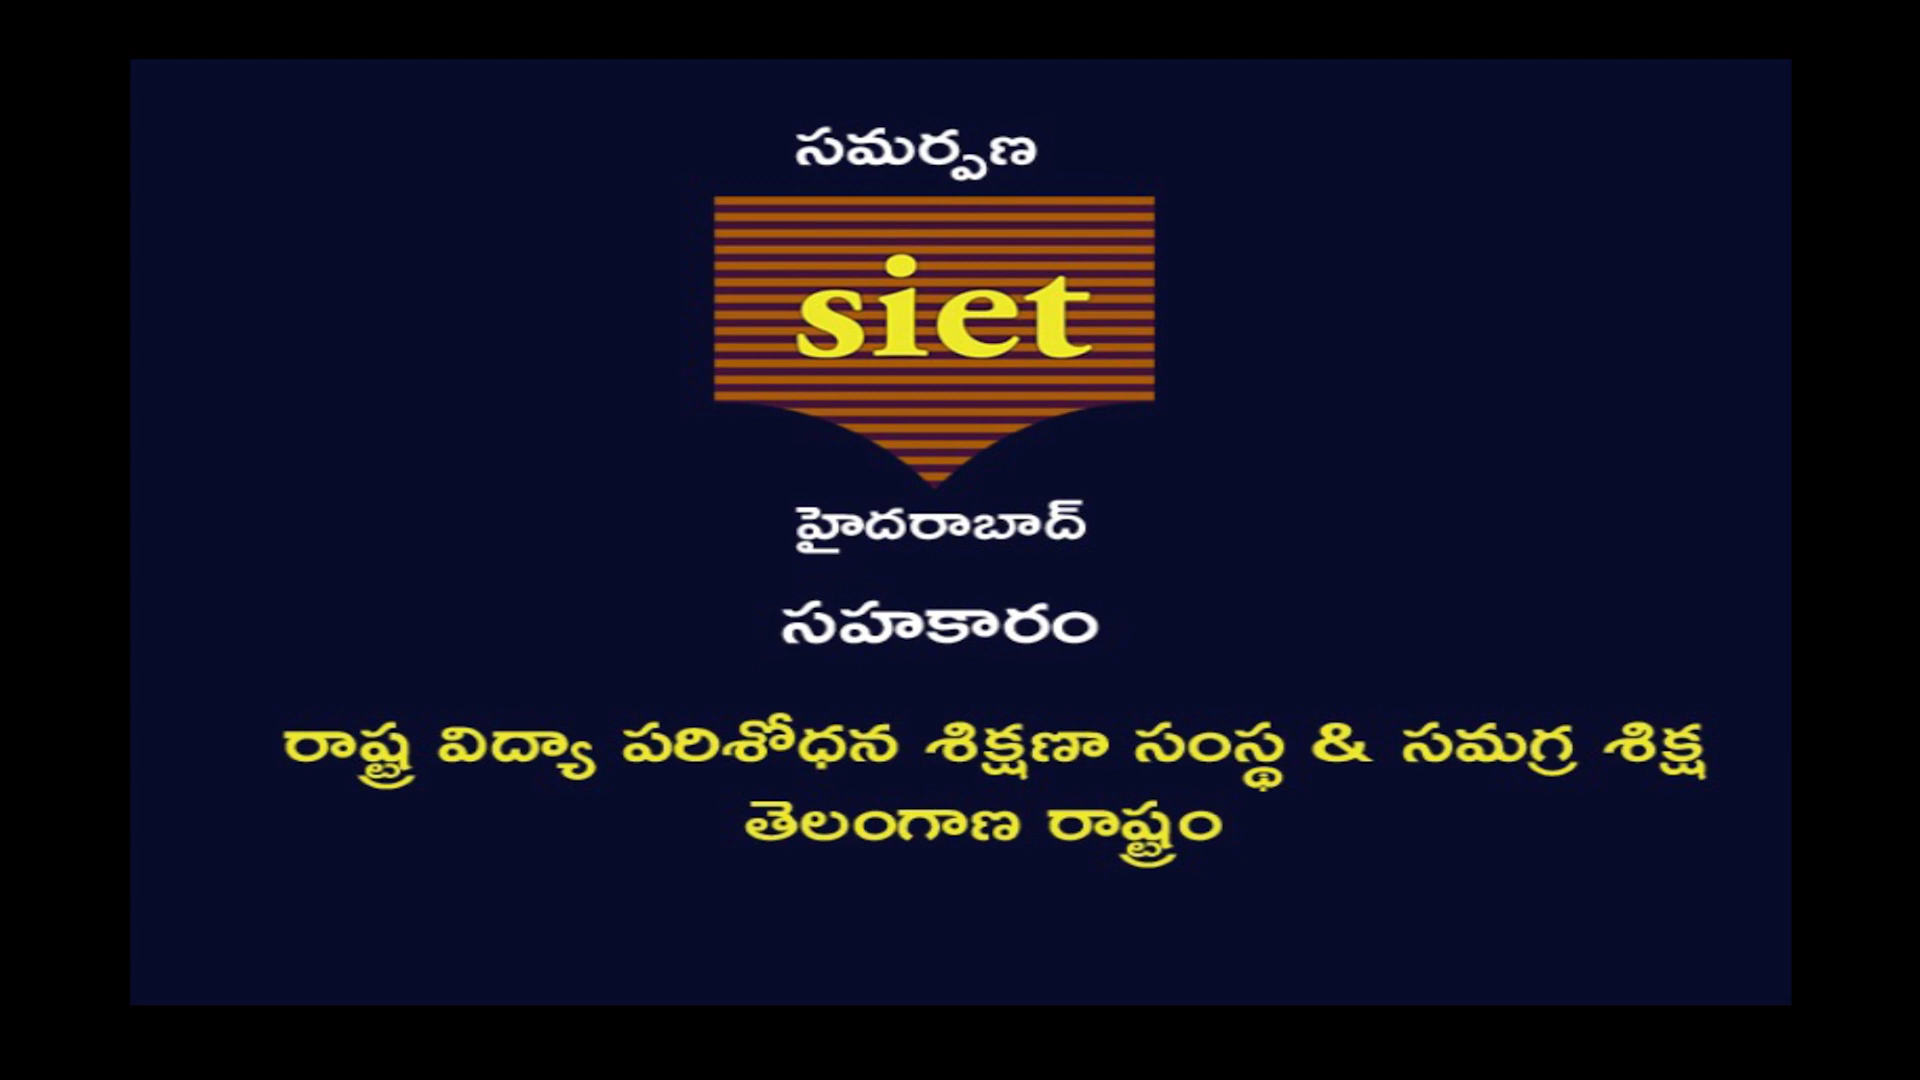 సమర్పణ
siet
హైదరాబాద్
సహకారం
రాష్ట్ర విద్యా పరిశోధన శిక్షణా సంస్థ & సమగ్ర శిక్ష
తెలంగాణ రాష్ట్రం